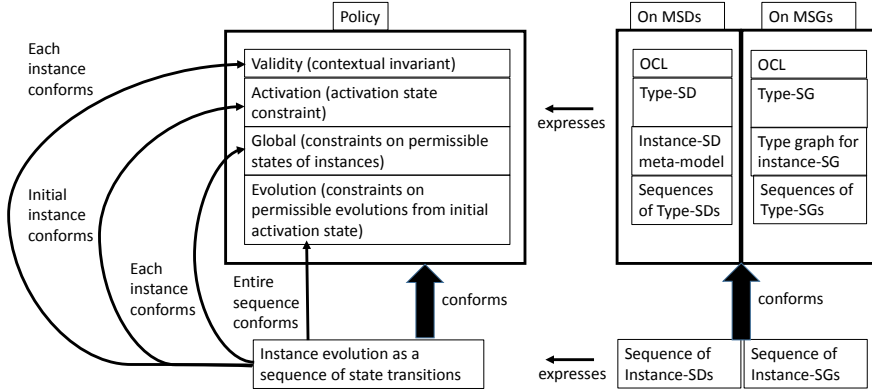 Policy
On MSDs
On MSGs
Each
instance
conforms
Validity (contextual invariant)
Activation (activation state
constraint)
Global (constraints on permissible
states of instances)
Evolution (constraints on
permissible evolutions from initial
activation state)
OCL
Type-SD
Instance-SD
meta-model
Sequences
of Type-SDs
OCL
Type-SG
Type graph for
instance-SG
Sequences of
Type-SGs
expresses
Initial
instance
conforms
Each
instance
conforms
Entire
sequence
conforms
conforms
conforms
Instance evolution as a
sequence of state transitions
expresses
Sequence of
Instance-SDs
Sequence of
Instance-SGs